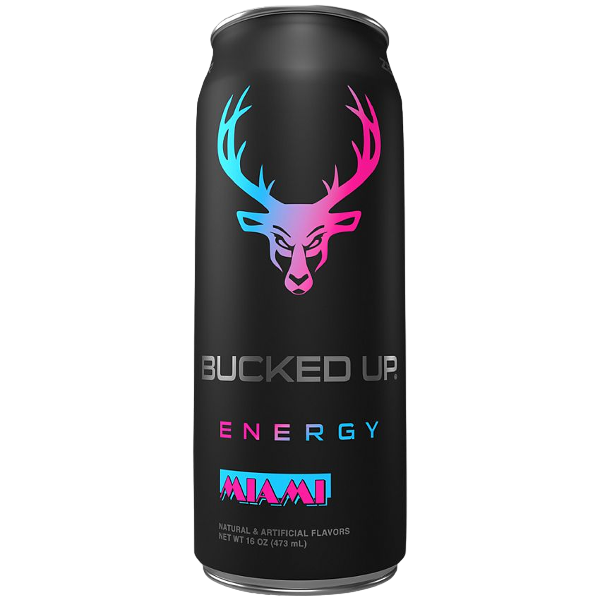 BUCKED UP.
ENERGY
MIAMI
NATURAL & ARTIFICIAL FLAVORS
NET WT 16 OZ (473 mL)